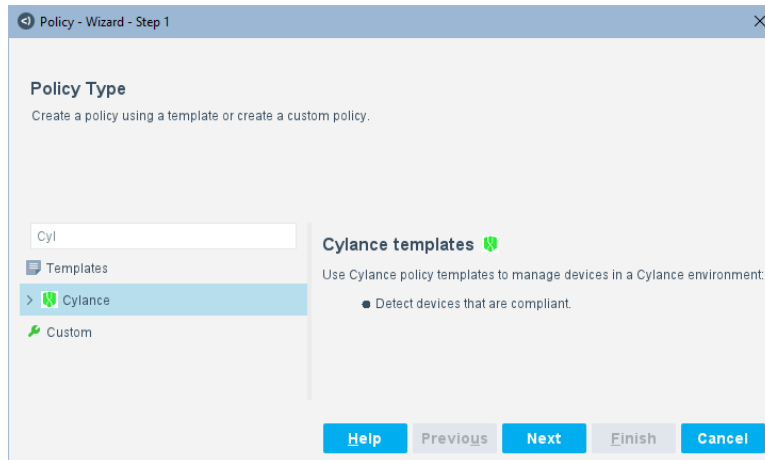 Policy - Wizard - Step 1
Policy Type
Create a policy using a template or create a custom policy.
Cyl
Templates
Cylance
Custom
Cylance templates
Use Cylance policy templates to manage devices in a Cylance environment:
Detect devices that are compliant.
Help Previous Next Finish Cancel